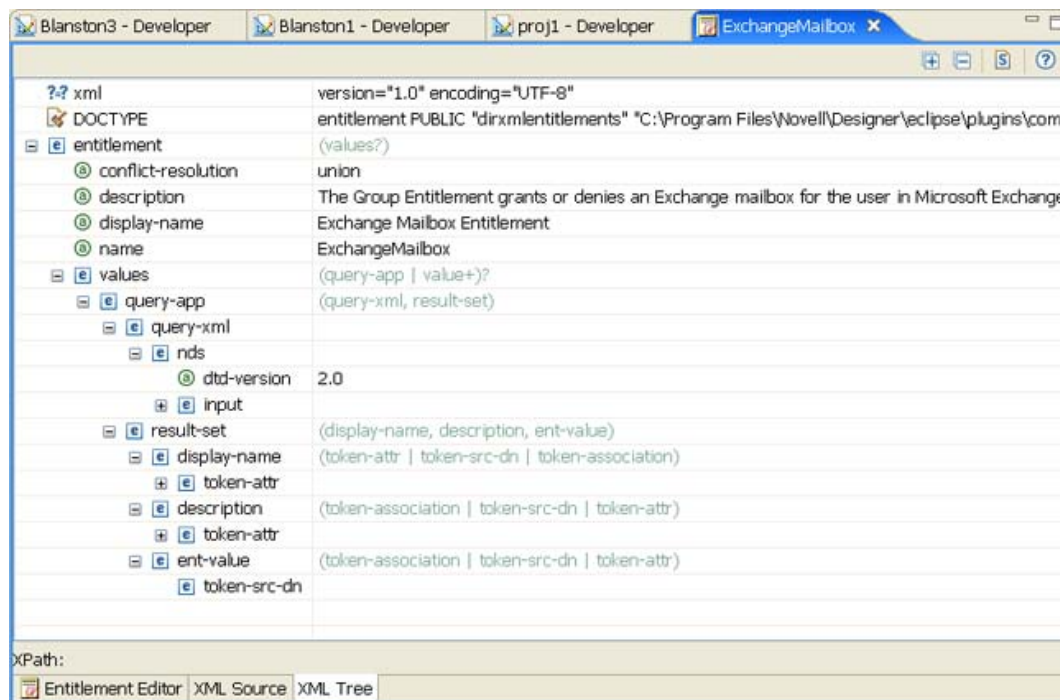 Blanston3 - Developer Blanston1 - Developer proj1 - Developer ExchangeMailbox
?-? xml version="1.0" encoding="UTF-8"
DOCTYPE entitlement PUBLIC "dirxmlentitlements" "C:\Program Files\Novell\Designer\eclipse\plugins\com
e entitlement (values?)
a conflict-resolution union
a description The Group Entitlement grants or denies an Exchange mailbox for the user in Microsoft Exchange
a display-name Exchange Mailbox Entitlement
a name ExchangeMailbox
e values (query-app | value+)?
e query-app (query-xml, result-set)
e query-xml
e nds
a dtd-version 2.0
e input
e result-set (display-name, description, ent-value)
e display-name (token-attr | token-src-dn | token-association)
e token-attr
e description (token-association | token-src-dn | token-attr)
e token-attr
e ent-value (token-association | token-src-dn | token-attr)
e token-src-dn
XPath:
Entitlement Editor XML Source XML Tree